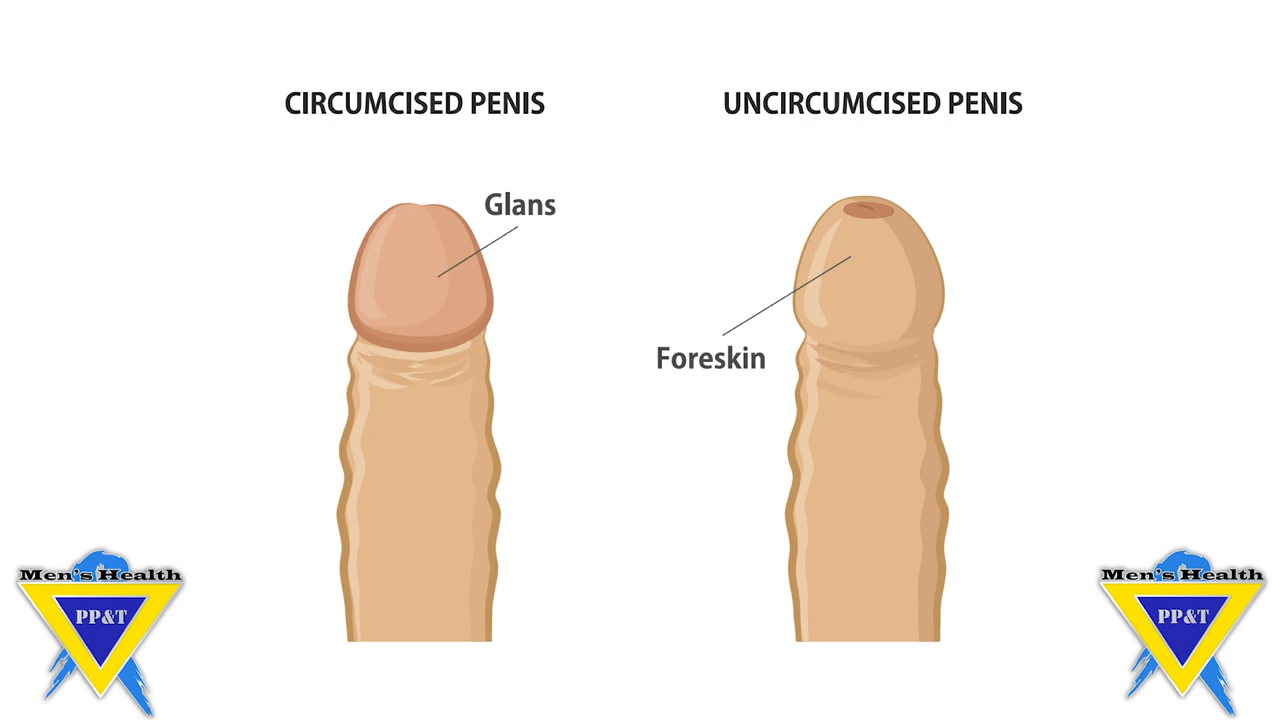 CIRCUMCISED PENIS
UNCIRCUMCISED PENIS
Glans
Foreskin
Men's Health
PP&T
Men's Health
PP&T